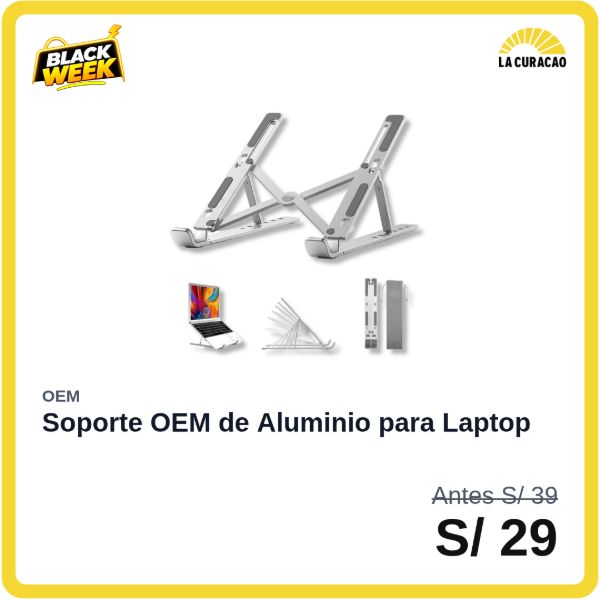 BLACK
WEEK
LA CURACAO
OEM
Soporte OEM de Aluminio para Laptop
Antes S/ 39
S/ 29